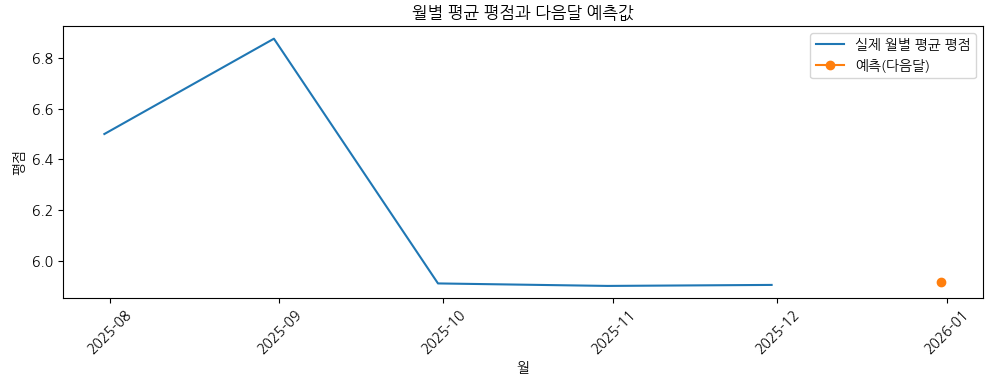 월별 평균 평점과 다음달 예측값
실제 월별 평균 평점
예측(다음달)
평점
6.8
6.6
6.4
6.2
6.0
2025-08
2025-09
2025-10
2025-11
2025-12
2026-01
월